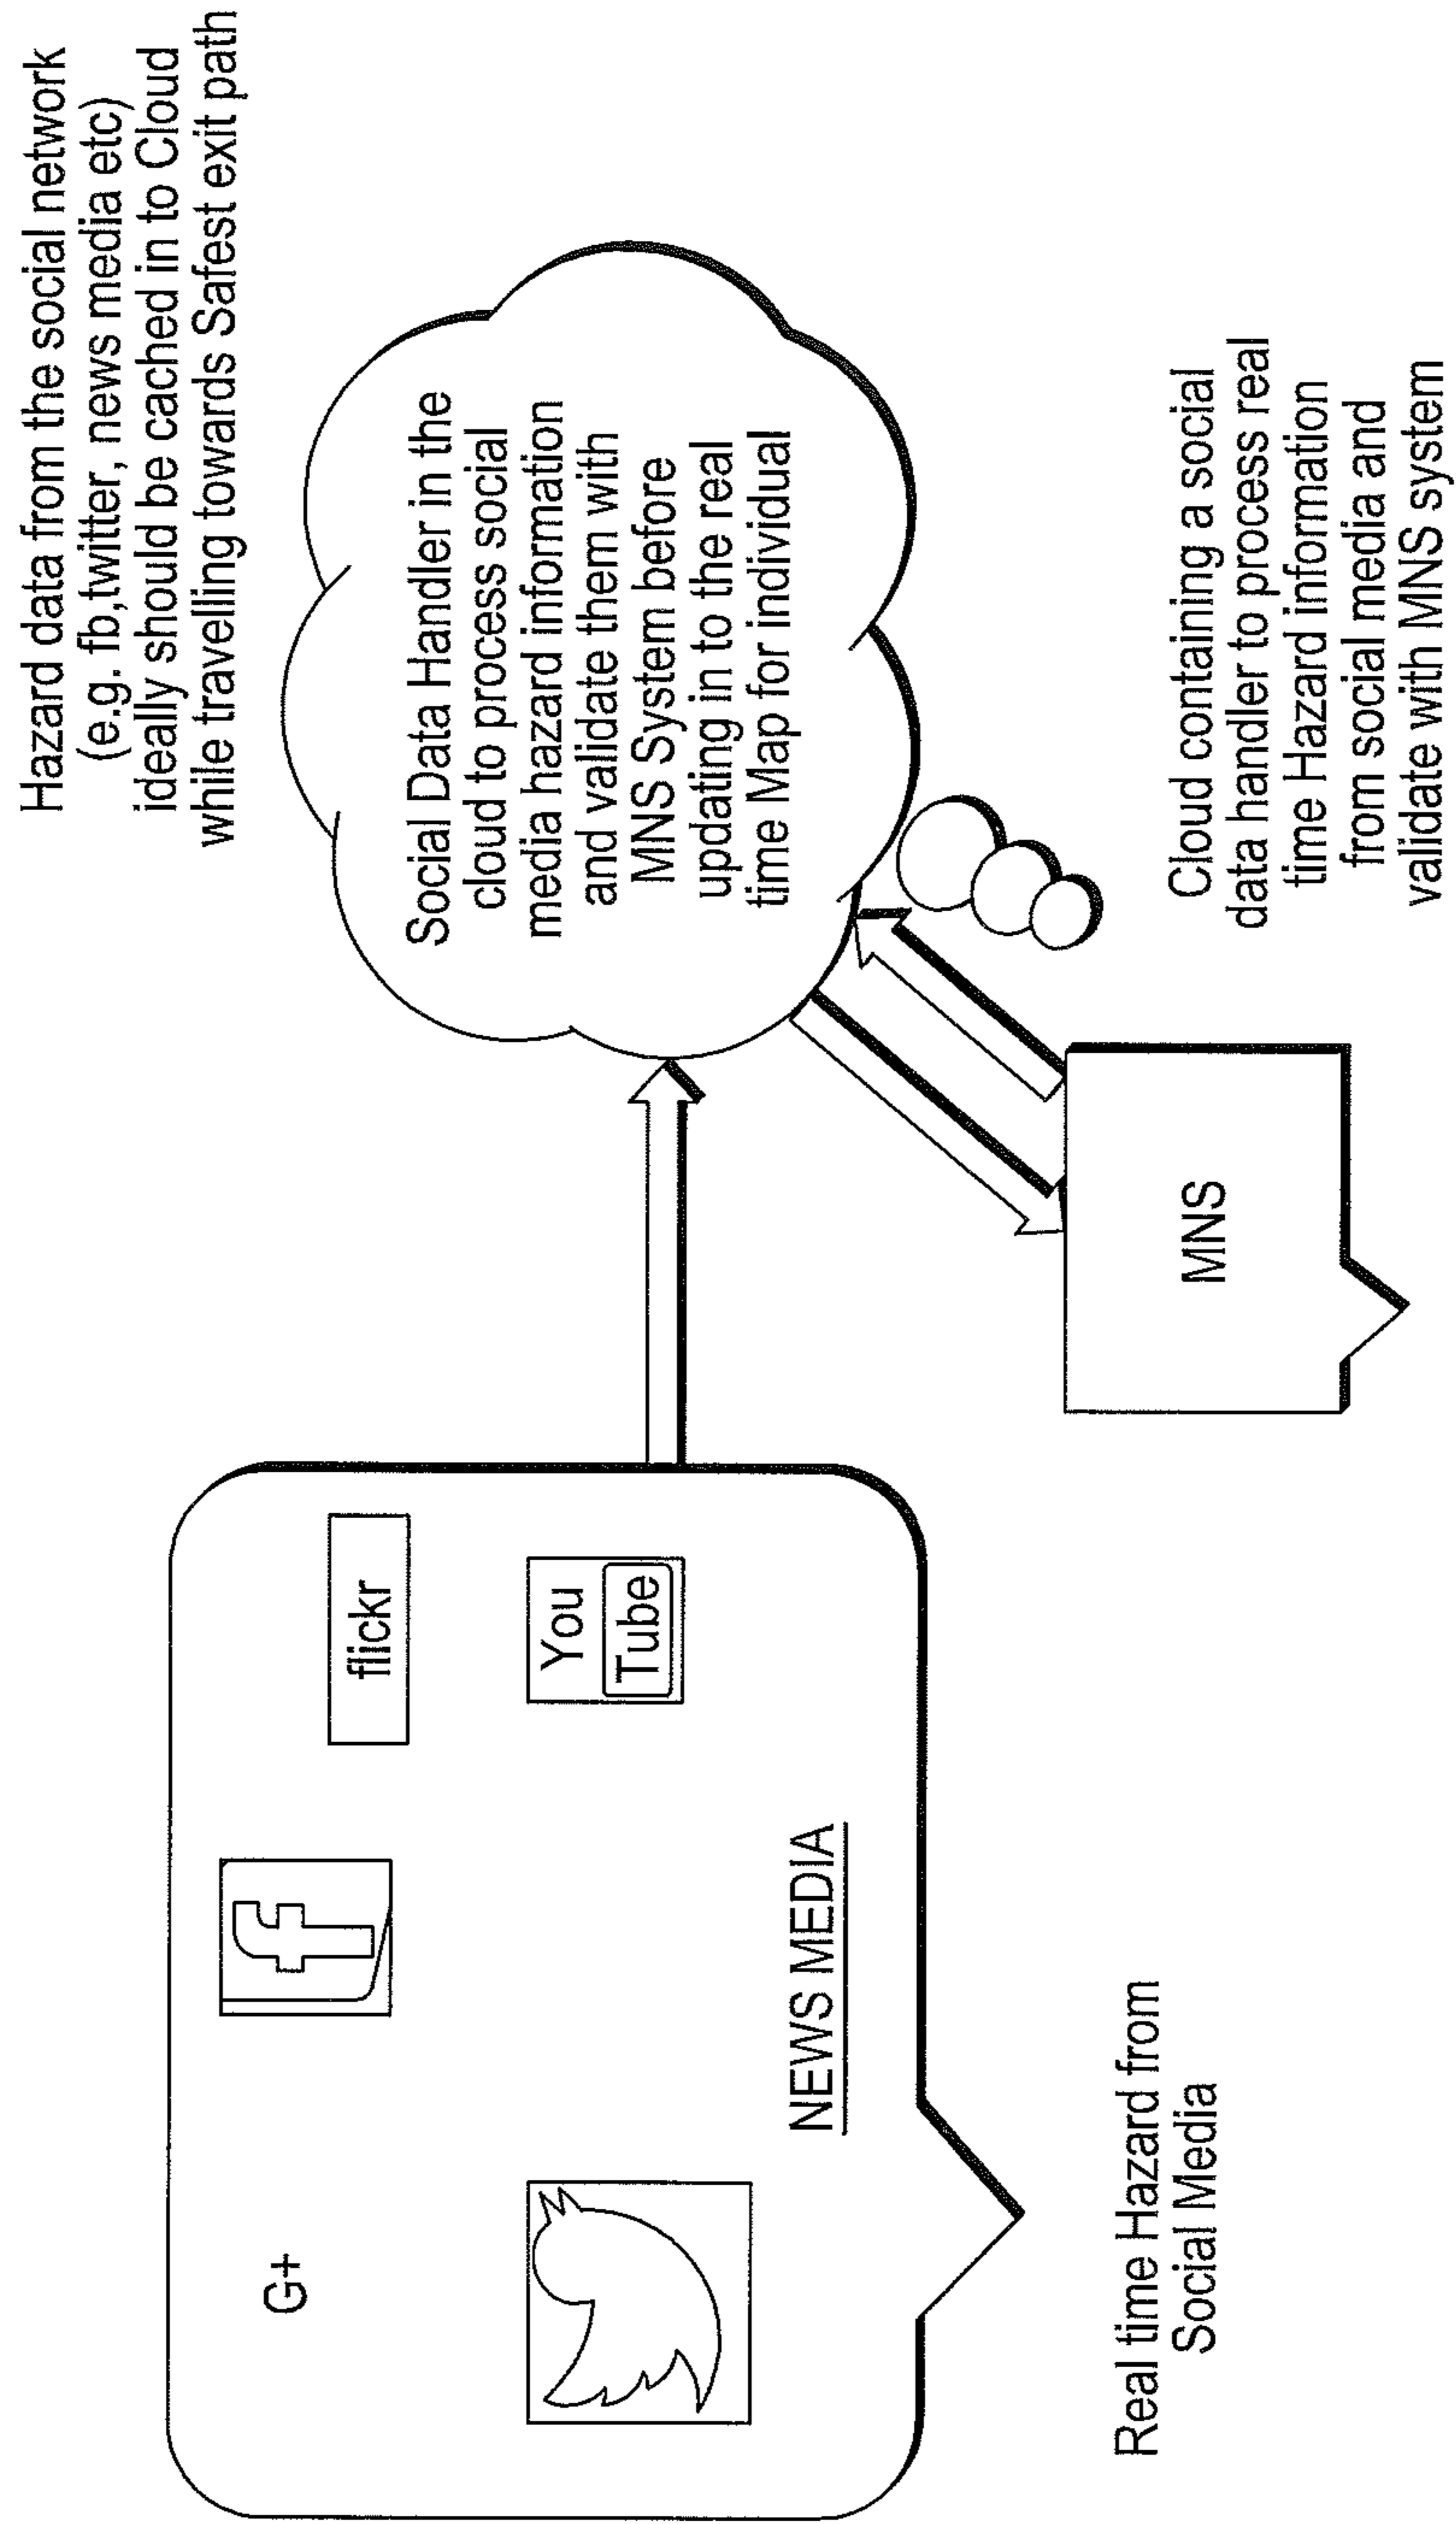 Hazard data from the social network
(e.g. fb,twitter, news media etc)
ideally should be cached in to Cloud
while travelling towards Safest exit path
G+
f
flickr
You
Tube
NEWS MEDIA
Real time Hazard from
Social Media
Social Data Handler in the
cloud to process social
media hazard information
and validate them with
MNS System before
updating in to the real
time Map for individual
MNS
Cloud containing a social
data handler to process real
time Hazard information
from social media and
validate with MNS system